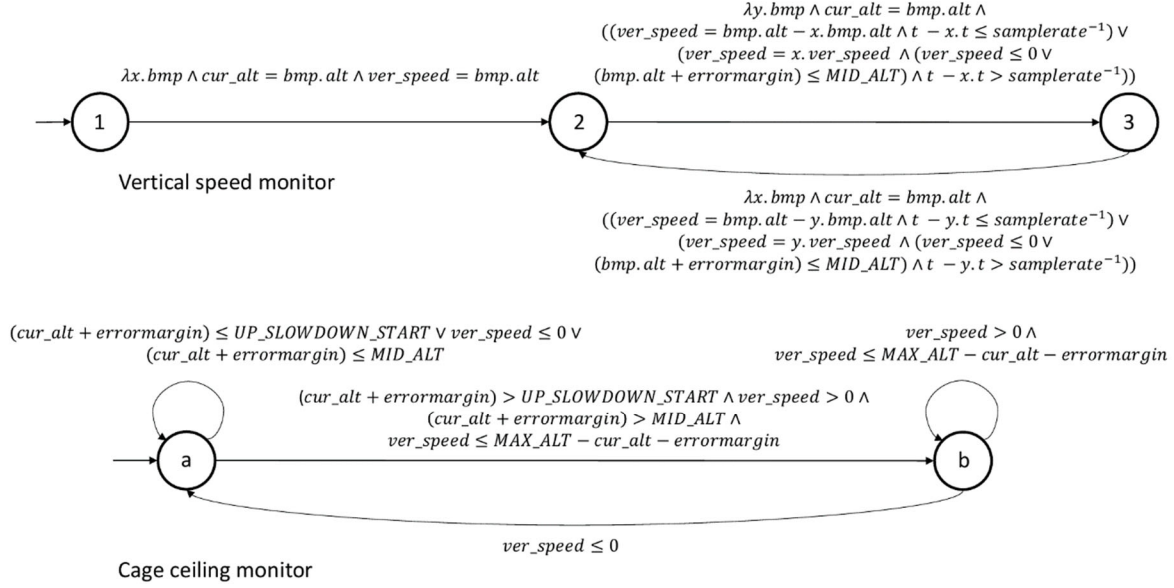 λy.bmp ∧ cur_alt = bmp.alt ∧
((ver_speed = bmp.alt − x.bmp.alt ∧ t − x.t ≤ samplerate⁻¹) ∨
(ver_speed = x.ver_speed ∧ (ver_speed ≤ 0 ∨
(bmp.alt + errormargin) ≤ MID_ALT) ∧ t − x.t > samplerate⁻¹))
λx.bmp ∧ cur_alt = bmp.alt ∧ ver_speed = bmp.alt
1
2
3
Vertical speed monitor
λx.bmp ∧ cur_alt = bmp.alt ∧
((ver_speed = bmp.alt − y.bmp.alt ∧ t − y.t ≤ samplerate⁻¹) ∨
(ver_speed = y.ver_speed ∧ (ver_speed ≤ 0 ∨
(bmp.alt + errormargin) ≤ MID_ALT) ∧ t − y.t > samplerate⁻¹))
(cur_alt + errormargin) ≤ UP_SLOWDOWN_START ∨ ver_speed ≤ 0 ∨
(cur_alt + errormargin) ≤ MID_ALT
ver_speed > 0 ∧
ver_speed ≤ MAX_ALT − cur_alt − errormargin
(cur_alt + errormargin) > UP_SLOWDOWN_START ∧ ver_speed > 0 ∧
(cur_alt + errormargin) > MID_ALT ∧
ver_speed ≤ MAX_ALT − cur_alt − errormargin
a
b
ver_speed ≤ 0
Cage ceiling monitor